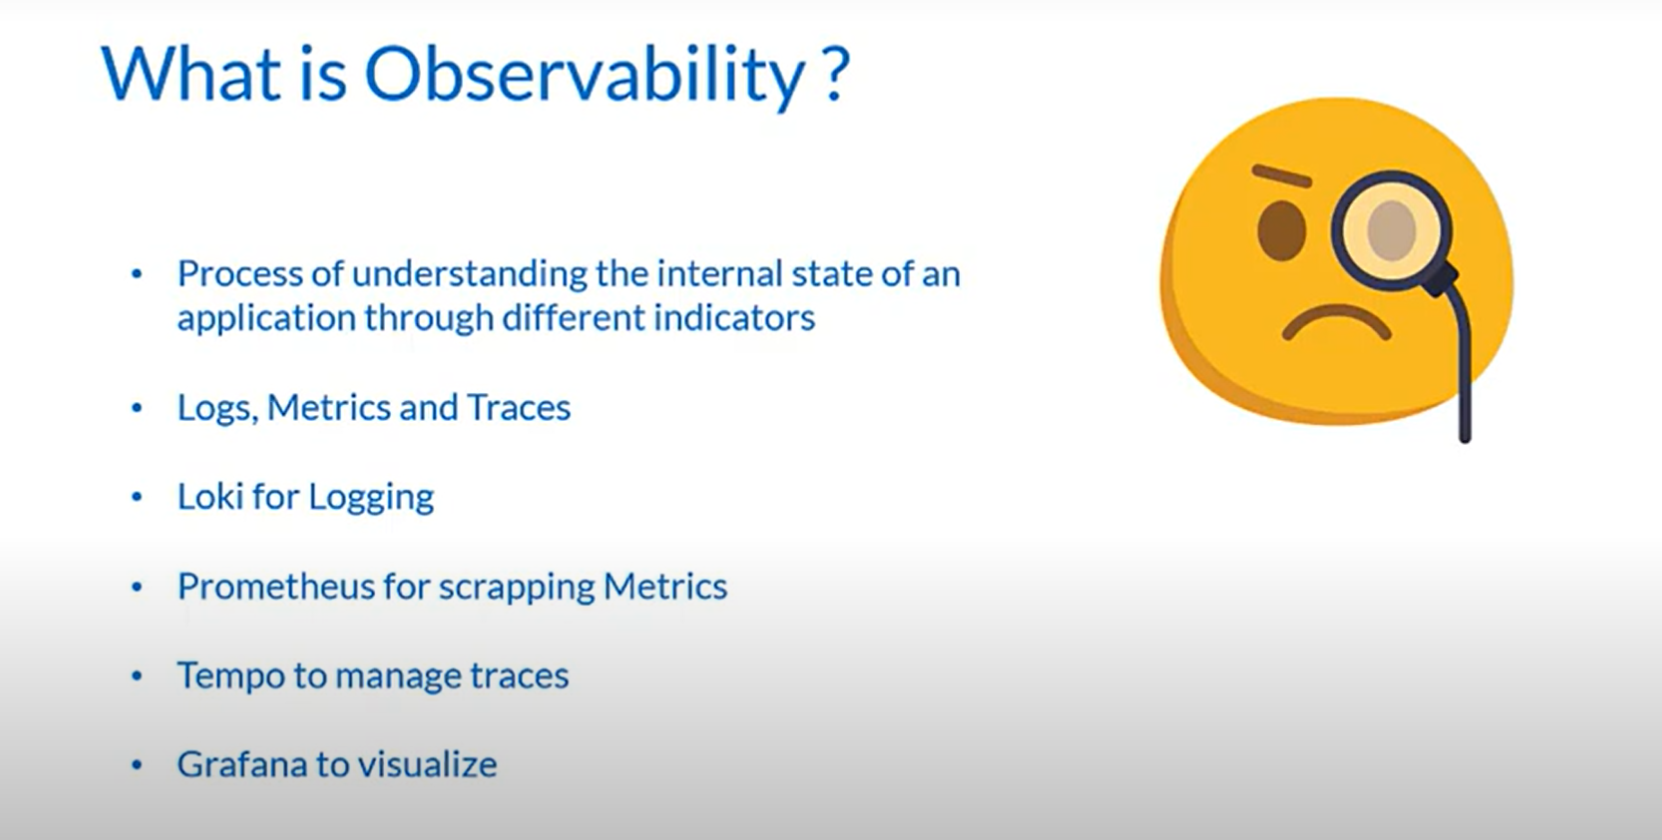 What is Observability ?
• Process of understanding the internal state of an
application through different indicators
• Logs, Metrics and Traces
• Loki for Logging
• Prometheus for scrapping Metrics
• Tempo to manage traces
• Grafana to visualize